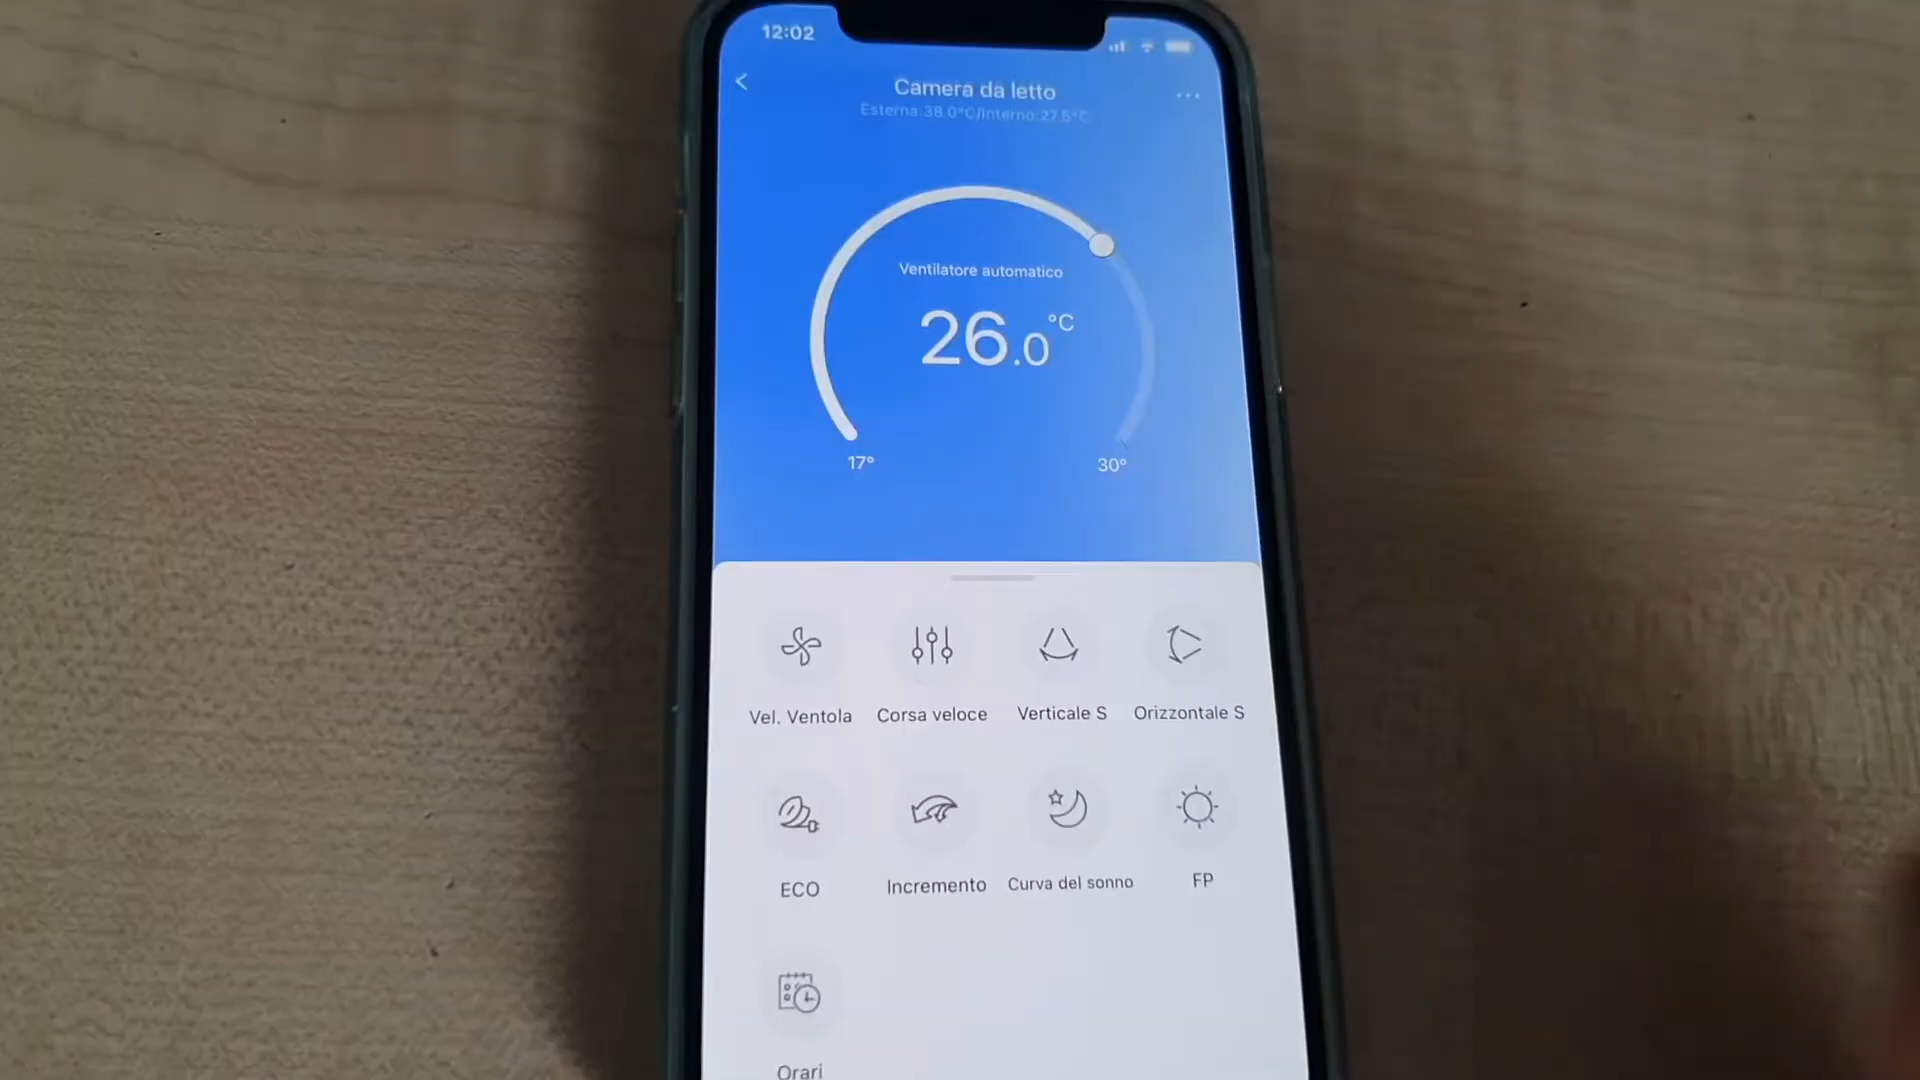 12:02
Camera da letto
Esterna:38.0°C/Interno:27.5°C
Ventilatore automatico
26.0°C
17°
30°
Vel. Ventola
Corsa veloce
Verticale S
Orizzontale S
ECO
Incremento
Curva del sonno
FP
Orari